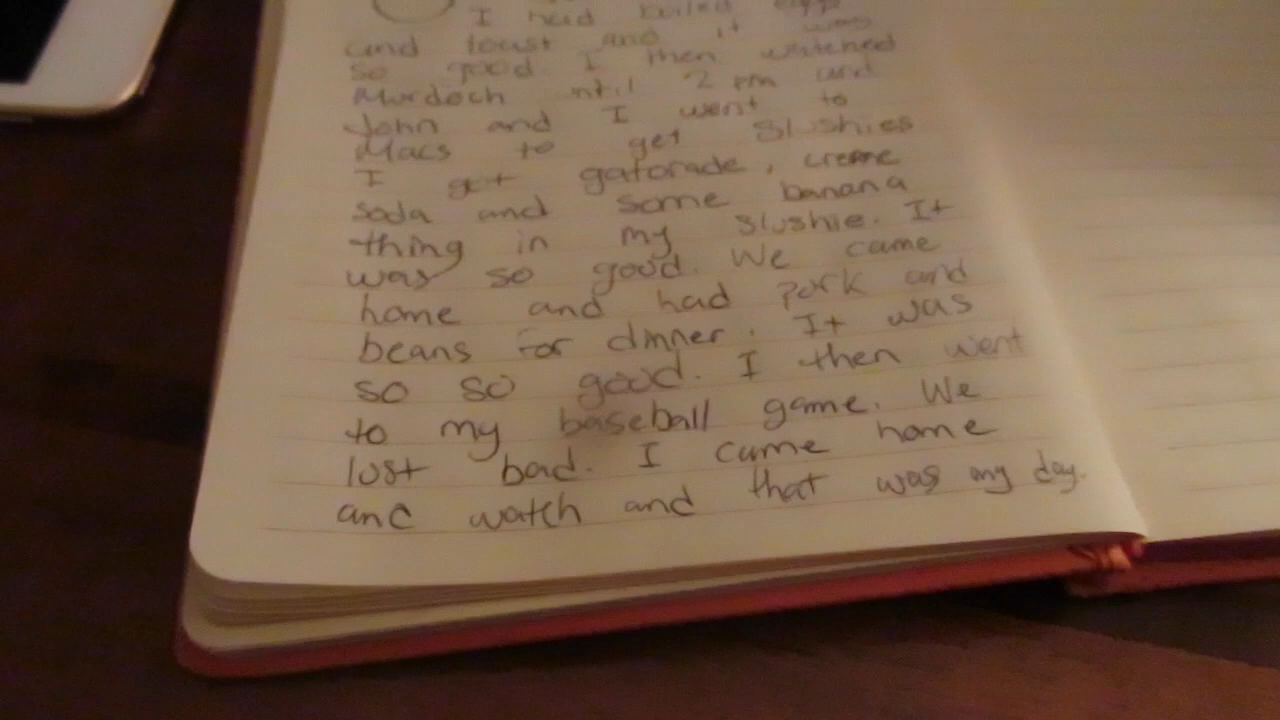 I had boiled eggs
and toast and it was
so good I then watched
Murdoch ntil 2 pm and
John and I went to
Macs to get slushies
I got gatorade, creme
soda and some banana
thing in my slushie. It
was so good. We came
home and had pork and
beans for dinner. It was
so so good. I then went
to my baseball game. We
lost bad. I came home
and watch and that was my day.